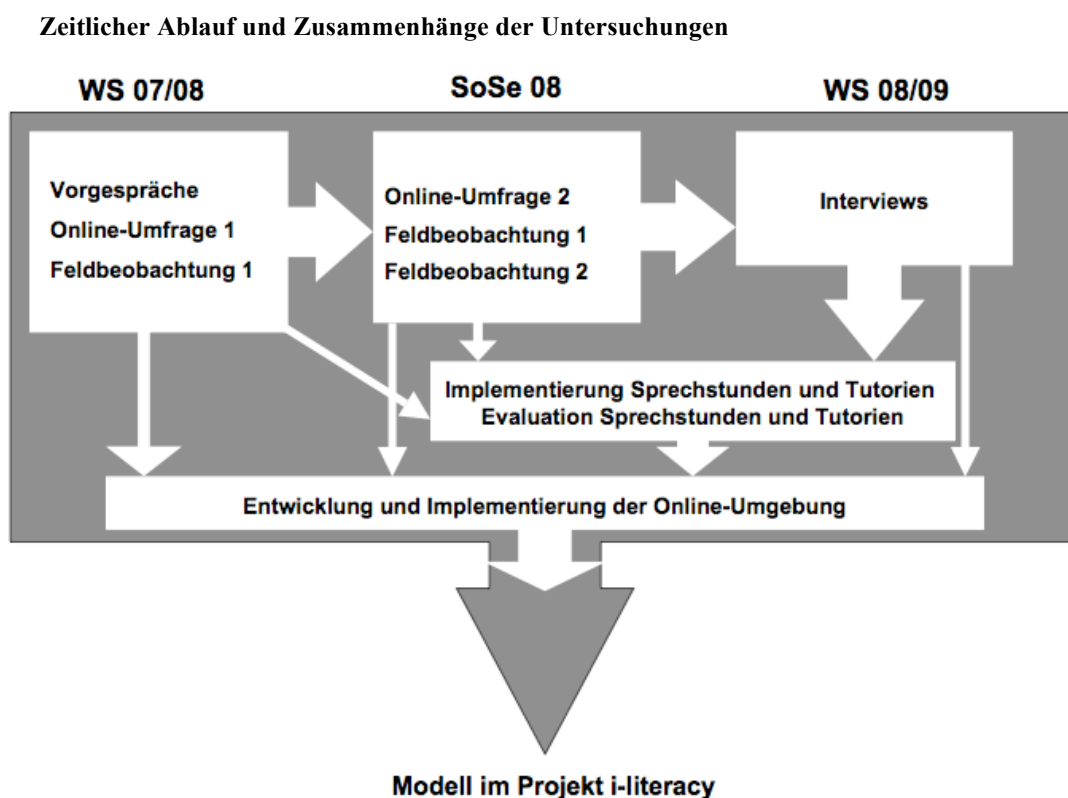 Zeitlicher Ablauf und Zusammenhänge der Untersuchungen
WS 07/08
SoSe 08
WS 08/09
Vorgespräche
Online-Umfrage 1
Feldbeobachtung 1
Online-Umfrage 2
Feldbeobachtung 1
Feldbeobachtung 2
Interviews
Implementierung Sprechstunden und Tutorien
Evaluation Sprechstunden und Tutorien
Entwicklung und Implementierung der Online-Umgebung
Modell im Projekt i-literacy